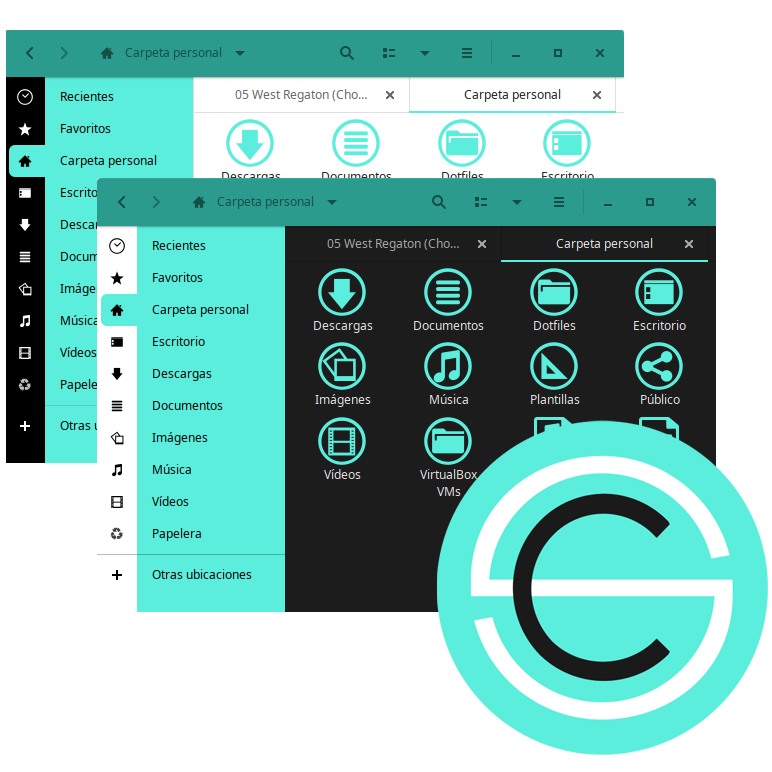 Carpeta personal
05 West Regaton (Cho...
Carpeta personal
Recientes
Favoritos
Carpeta personal
Descargas
Documentos
Dotfiles
Escritorio
Escrito
Descar
Docum
Imáge
Música
Vídeos
Papele
Otras u
Carpeta personal
05 West Regaton (Cho...
Carpeta personal
Recientes
Favoritos
Carpeta personal
Escritorio
Descargas
Documentos
Imágenes
Música
Vídeos
Papelera
Otras ubicaciones
Descargas
Documentos
Dotfiles
Escritorio
Imágenes
Música
Plantillas
Público
Vídeos
VirtualBox
VMs